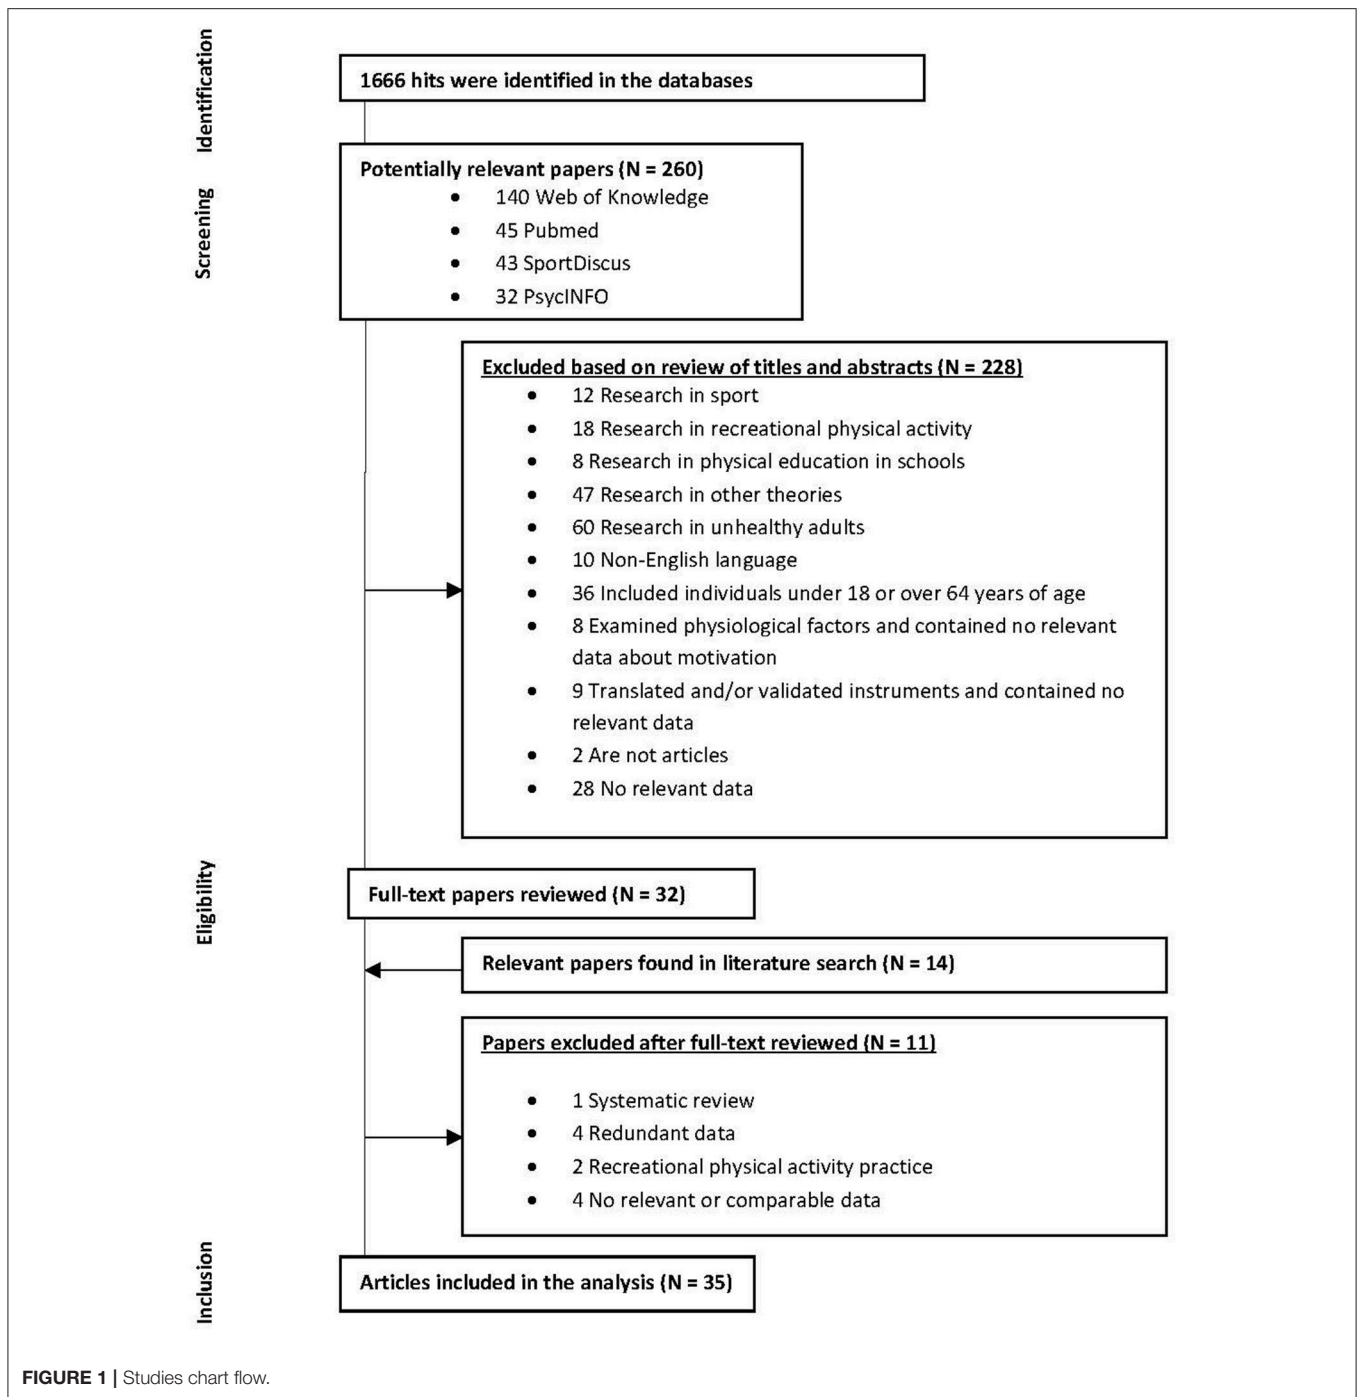 Identification
1666 hits were identified in the databases
Screening
Potentially relevant papers (N = 260)
• 140 Web of Knowledge
• 45 Pubmed
• 43 SportDiscus
• 32 PsycINFO
Excluded based on review of titles and abstracts (N = 228)
• 12 Research in sport
• 18 Research in recreational physical activity
• 8 Research in physical education in schools
• 47 Research in other theories
• 60 Research in unhealthy adults
• 10 Non-English language
• 36 Included individuals under 18 or over 64 years of age
• 8 Examined physiological factors and contained no relevant
data about motivation
• 9 Translated and/or validated instruments and contained no
relevant data
• 2 Are not articles
• 28 No relevant data
Eligibility
Full-text papers reviewed (N = 32)
Relevant papers found in literature search (N = 14)
Papers excluded after full-text reviewed (N = 11)
• 1 Systematic review
• 4 Redundant data
• 2 Recreational physical activity practice
• 4 No relevant or comparable data
Inclusion
Articles included in the analysis (N = 35)
FIGURE 1 | Studies chart flow.